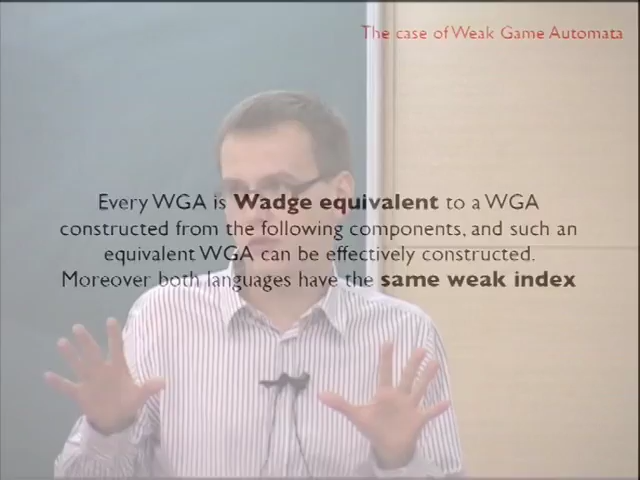 The case of Weak Game Automata
Every WGA is Wadge equivalent to a WGA
constructed from the following components, and such an
equivalent WGA can be effectively constructed.
Moreover both languages have the same weak index